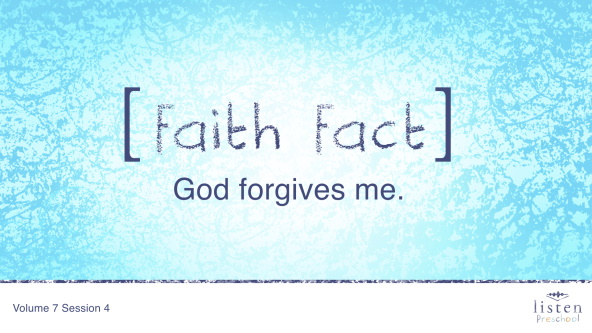 [Faith Fact]
God forgives me.
Volume 7 Session 4
listen
Preschool